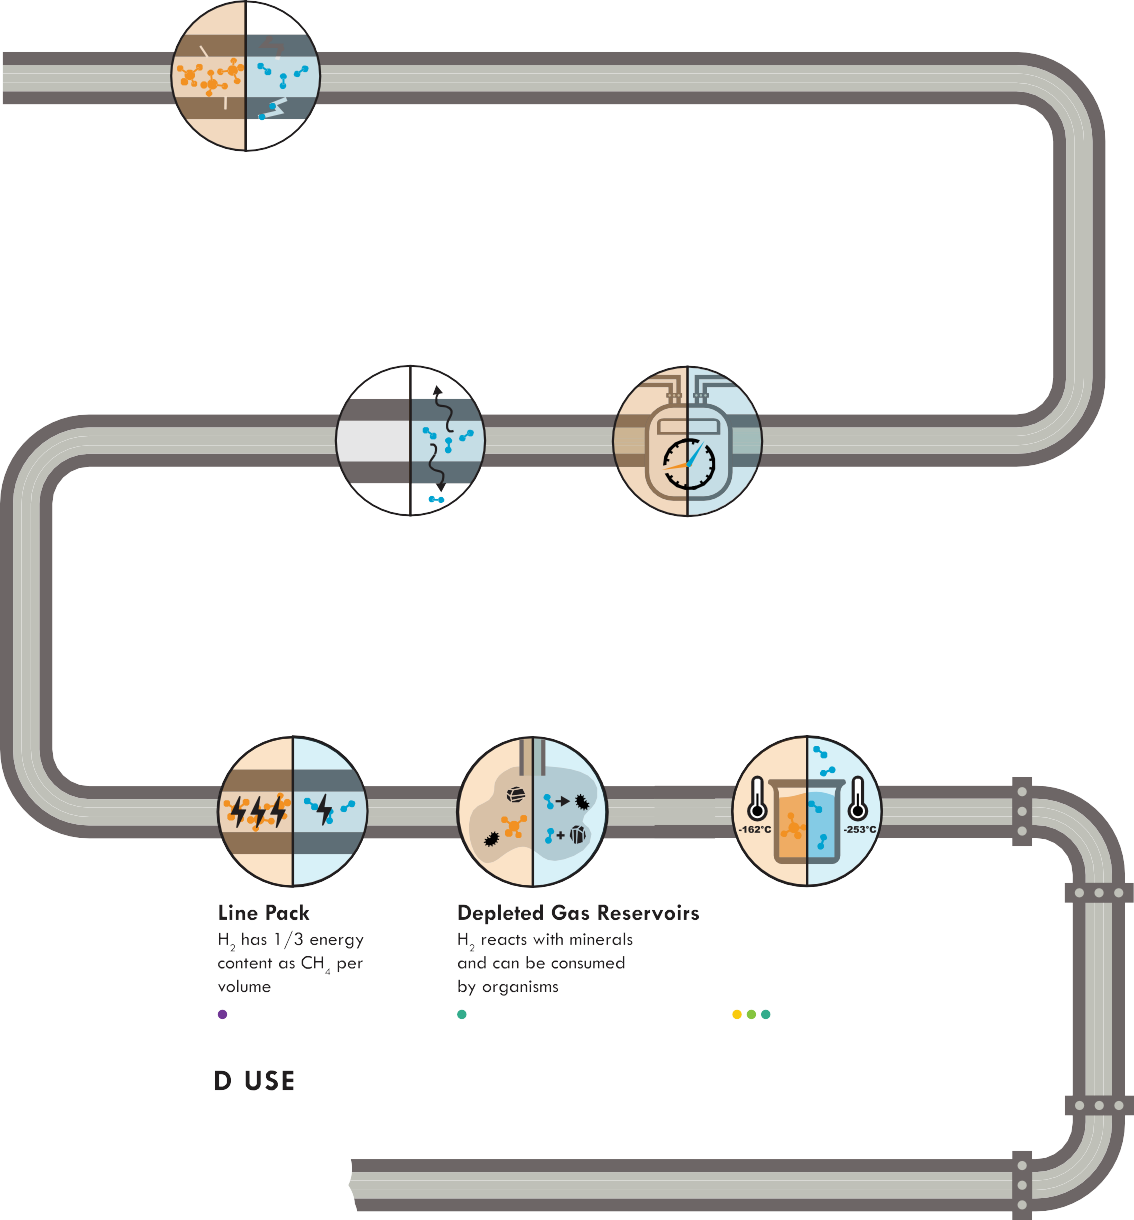 -162°C
-253°C
Line Pack
H₂ has 1/3 energy
content as CH₄ per
volume
Depleted Gas Reservoirs
H₂ reacts with minerals
and can be consumed
by organisms
D USE